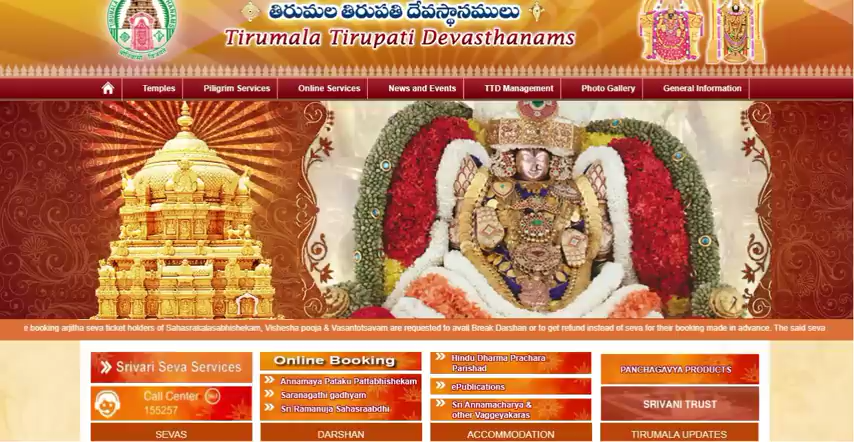 తిరుమల తిరుపతి దేవస్థానములు
Tirumala Tirupati Devasthanams
Temples Piligrim Services Online Services News and Events TTD Management Photo Gallery General Information
e booking arjitha seva ticket holders of Sahasrakalasabhishekam, Vishesha pooja & Vasantotsavam are requested to avail Break Darshan or to get refund instead of seva for their booking made in advance. The said seva
Srivari Seva Services
Call Center
155257
SEVAS
Online Booking
Annamaya Pataku Pattabhishekam
Saranagathi gadhyam
Sri Ramanuja Sahasraabdhi
DARSHAN
Hindu Dharma Prachara
Parishad
ePublications
Sri Annamacharya &
other Vaggeyakaras
ACCOMMODATION
PANCHAGAVYA PRODUCTS
SRIVANI TRUST
TIRUMALA UPDATES